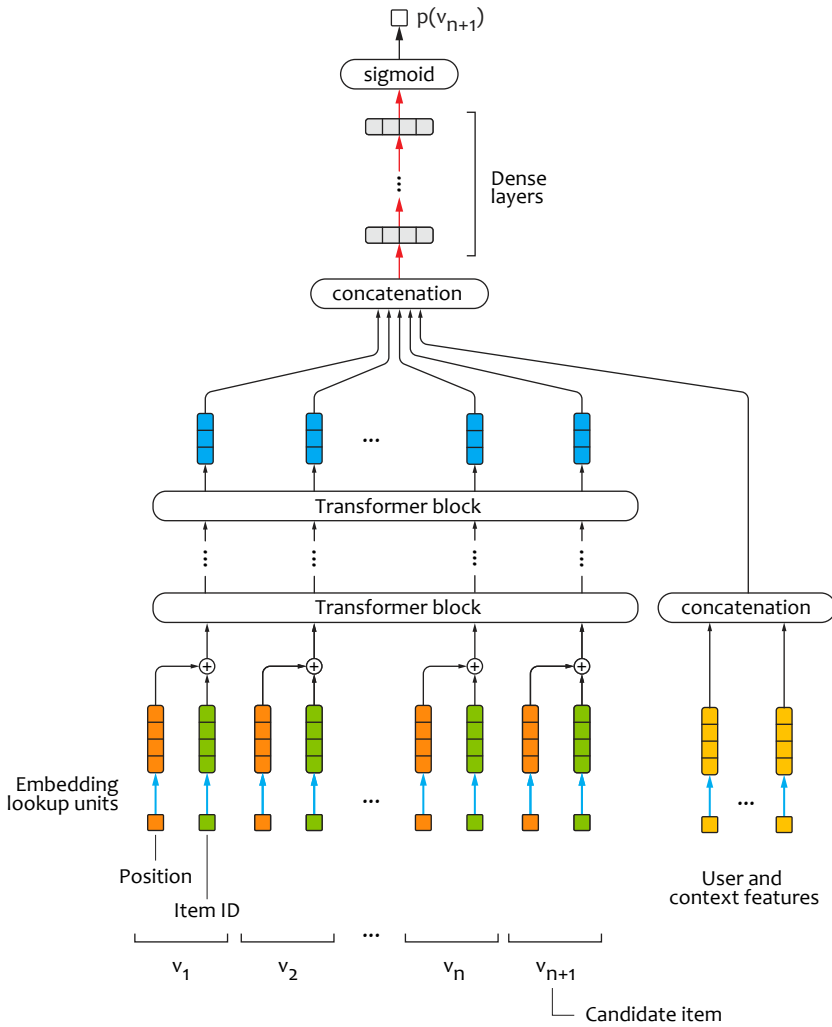 p(vn+1)
sigmoid
Dense
layers
concatenation
...
...
Transformer block
... ... ... ...
Transformer block
concatenation
+ + + +
Embedding
lookup units
...
...
Position
Item ID
User and
context features
...
v1 v2 vn vn+1
Candidate item